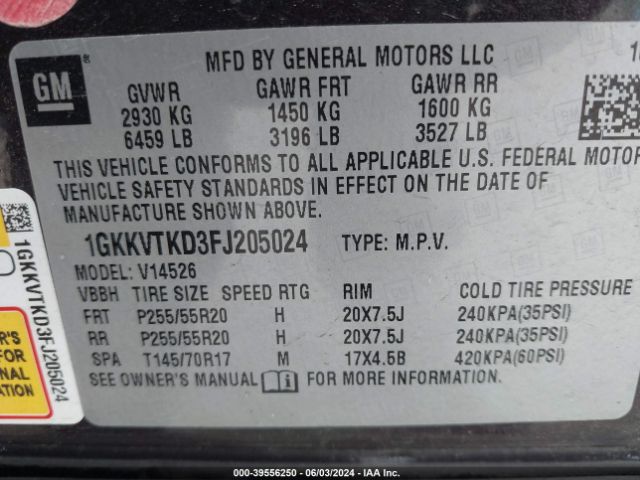 GM
®
MFD BY GENERAL MOTORS LLC
GVWR GAWR FRT GAWR RR
2930 KG 1450 KG 1600 KG
6459 LB 3196 LB 3527 LB
THIS VEHICLE CONFORMS TO ALL APPLICABLE U.S. FEDERAL MOTOR
VEHICLE SAFETY STANDARDS IN EFFECT ON THE DATE OF
MANUFACTURE SHOWN ABOVE.
1GKKVTKD3FJ205024 TYPE: M.P.V.
MODEL: V14526
VBBH TIRE SIZE SPEED RTG RIM COLD TIRE PRESSURE
FRT P255/55R20 H 20X7.5J 240KPA(35PSI)
RR P255/55R20 H 20X7.5J 240KPA(35PSI)
SPA T145/70R17 M 17X4.5B 420KPA(60PSI)
SEE OWNER'S MANUAL FOR MORE INFORMATION.
1GKKVTKD3FJ205024
FOR
NAL
ATION
000-39556250 - 06/03/2024 - IAA Inc.